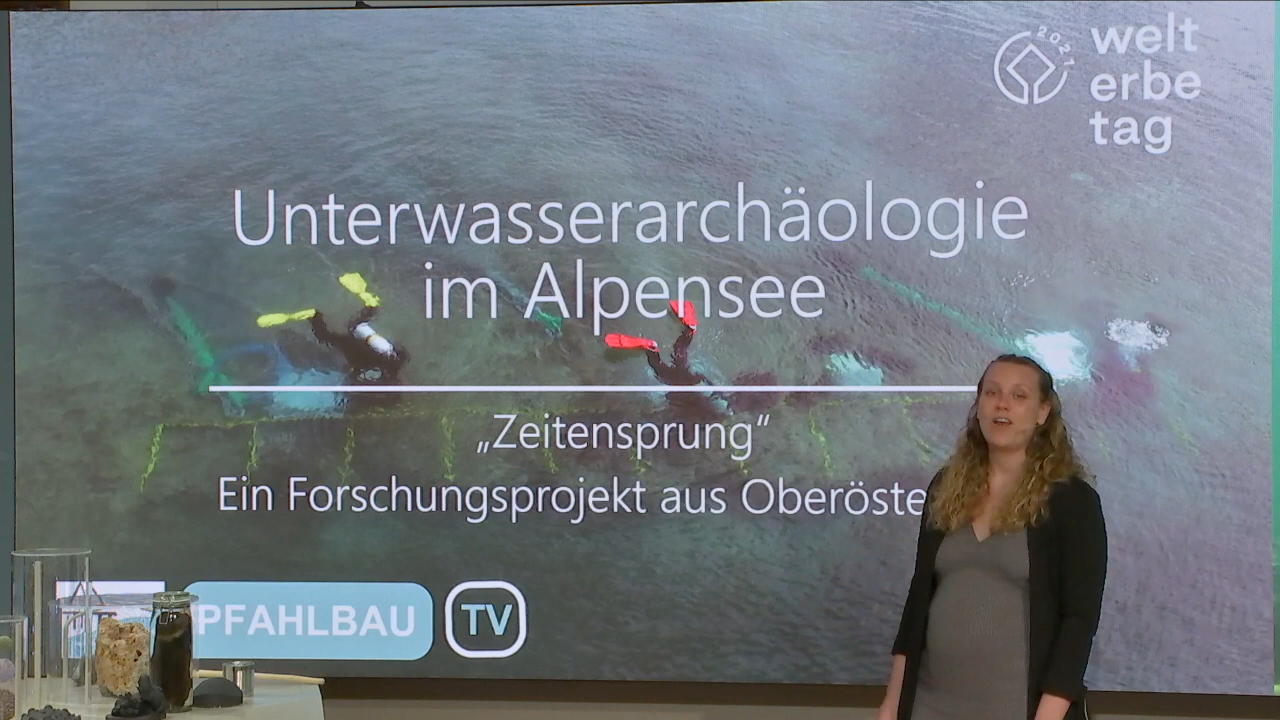 2021
welt
erbe
tag
Unterwasserarchäologie
im Alpensee
„Zeitensprung“
Ein Forschungsprojekt aus Oberöste
PFAHLBAU
TV